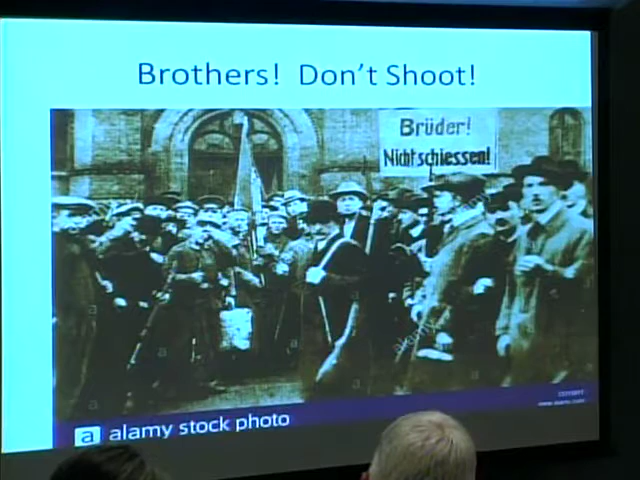 Brothers! Don't Shoot!
Brüder!
Nicht schiessen!
a alamy stock photo